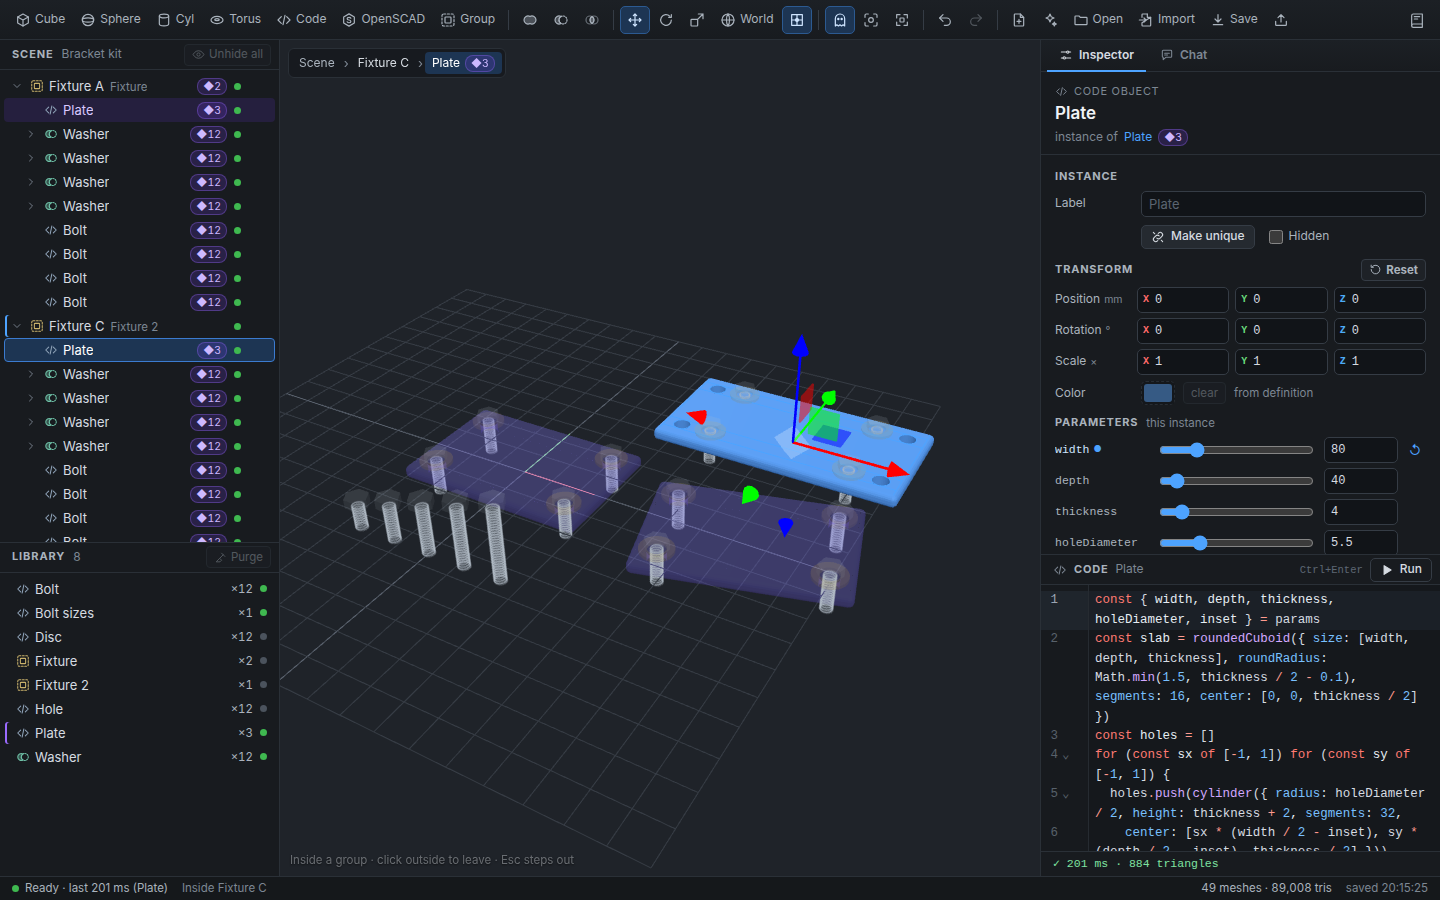 Cube Sphere Cyl Torus Code OpenSCAD Group World Open Import Save
SCENE Bracket kit Unhide all
Fixture A Fixture ◆2
Plate ◆3
Washer ◆12
Washer ◆12
Washer ◆12
Washer ◆12
Bolt ◆12
Bolt ◆12
Bolt ◆12
Bolt ◆12
Fixture C Fixture 2
Plate ◆3
Washer ◆12
Washer ◆12
Washer ◆12
Washer ◆12
Bolt ◆12
Bolt ◆12
Bolt ◆12
Bolt ◆12
LIBRARY 8 Purge
Bolt ×12
Bolt sizes ×1
Disc ×12
Fixture ×2
Fixture 2 ×1
Hole ×12
Plate ×3
Washer ×12
Scene › Fixture C › Plate ◆3
Inside a group · click outside to leave · Esc steps out
Inspector Chat
CODE OBJECT
Plate
instance of Plate ◆3
INSTANCE
Label Plate
Make unique Hidden
TRANSFORM Reset
Position mm X 0 Y 0 Z 0
Rotation ° X 0 Y 0 Z 0
Scale × X 1 Y 1 Z 1
Color clear from definition
PARAMETERS this instance
width 80
depth 40
thickness 4
holeDiameter 5.5
CODE Plate Ctrl+Enter Run
1 const { width, depth, thickness,
holeDiameter, inset } = params
2 const slab = roundedCuboid({ size: [width,
depth, thickness], roundRadius:
Math.min(1.5, thickness / 2 - 0.1),
segments: 16, center: [0, 0, thickness / 2]
})
3 const holes = []
4 for (const sx of [-1, 1]) for (const sy of
[-1, 1]) {
5 holes.push(cylinder({ radius: holeDiameter
/ 2, height: thickness + 2, segments: 32,
6 center: [sx * (width / 2 - inset), sy *
(depth / 2 - inset), thickness / 2] }))
✓ 201 ms · 884 triangles
Ready · last 201 ms (Plate) Inside Fixture C 49 meshes · 89,008 tris saved 20:15:25